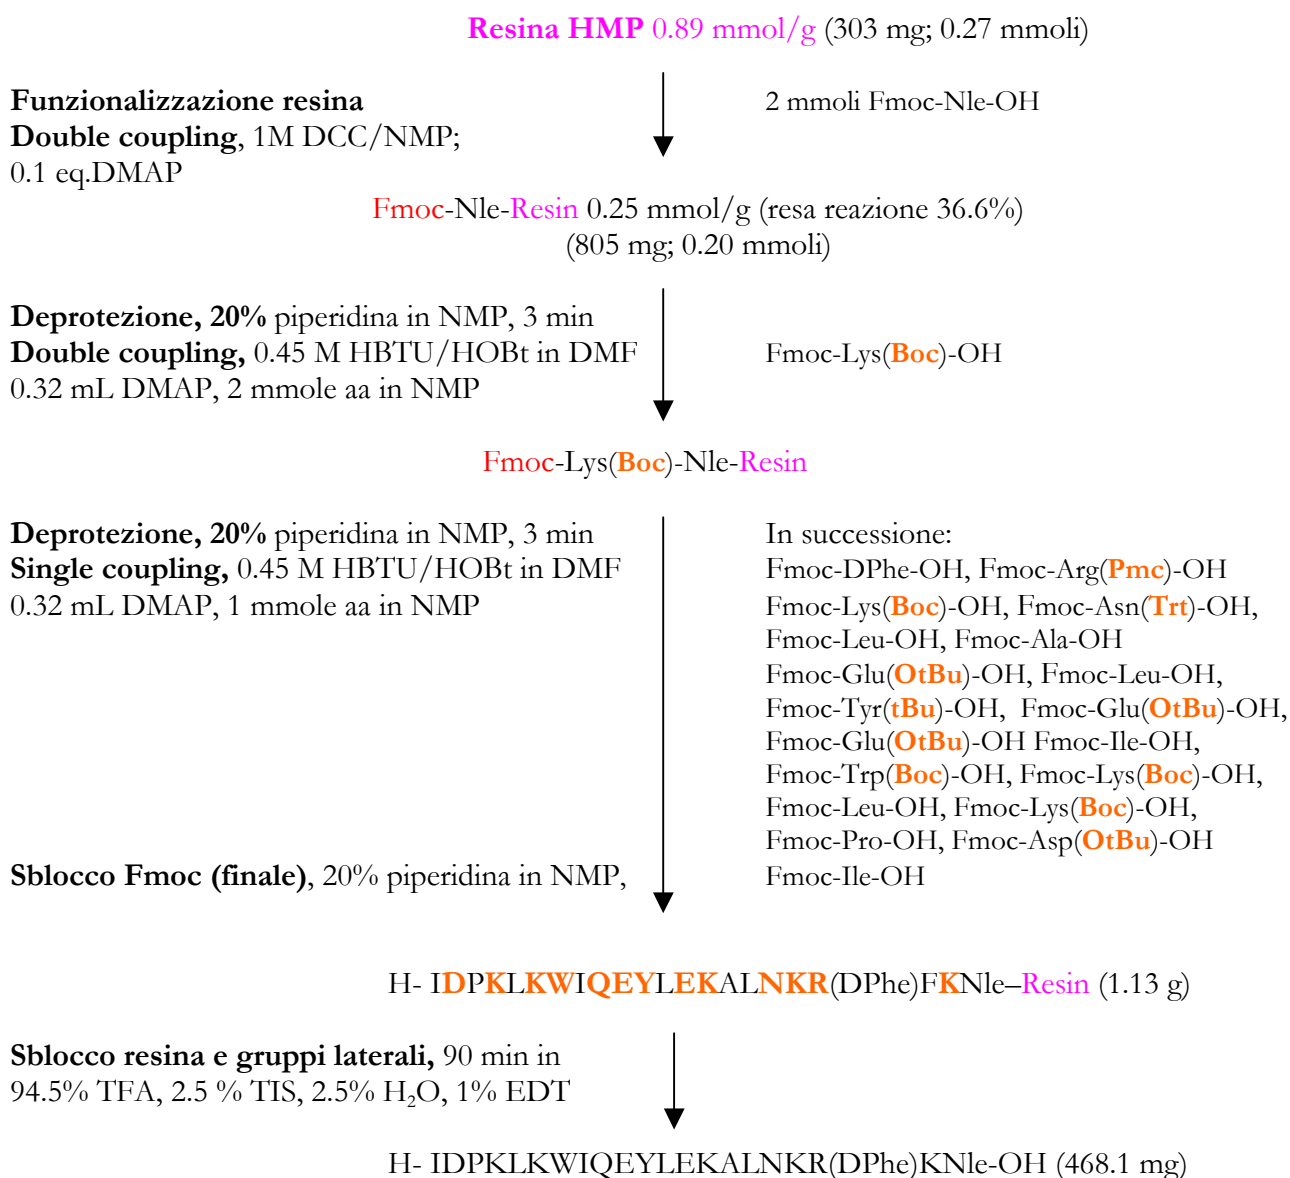 Resina HMP 0.89 mmol/g (303 mg; 0.27 mmoli)
Funzionalizzazione resina
Double coupling, 1M DCC/NMP;
0.1 eq.DMAP
2 mmoli Fmoc-Nle-OH
Fmoc-Nle-Resin 0.25 mmol/g (resa reazione 36.6%)
(805 mg; 0.20 mmoli)
Deprotezione, 20% piperidina in NMP, 3 min
Double coupling, 0.45 M HBTU/HOBt in DMF
0.32 mL DMAP, 2 mmole aa in NMP
Fmoc-Lys(Boc)-OH
Fmoc-Lys(Boc)-Nle-Resin
Deprotezione, 20% piperidina in NMP, 3 min
Single coupling, 0.45 M HBTU/HOBt in DMF
0.32 mL DMAP, 1 mmole aa in NMP
In successione:
Fmoc-DPhe-OH, Fmoc-Arg(Pmc)-OH
Fmoc-Lys(Boc)-OH, Fmoc-Asn(Trt)-OH,
Fmoc-Leu-OH, Fmoc-Ala-OH
Fmoc-Glu(OtBu)-OH, Fmoc-Leu-OH,
Fmoc-Tyr(tBu)-OH, Fmoc-Glu(OtBu)-OH,
Fmoc-Glu(OtBu)-OH Fmoc-Ile-OH,
Fmoc-Trp(Boc)-OH, Fmoc-Lys(Boc)-OH,
Fmoc-Leu-OH, Fmoc-Lys(Boc)-OH,
Fmoc-Pro-OH, Fmoc-Asp(OtBu)-OH
Fmoc-Ile-OH
Sblocco Fmoc (finale), 20% piperidina in NMP,
H- IDPKLKWIQEYLEKALNKR(DPhe)FKNle–Resin (1.13 g)
Sblocco resina e gruppi laterali, 90 min in
94.5% TFA, 2.5 % TIS, 2.5% H₂O, 1% EDT
H- IDPKLKWIQEYLEKALNKR(DPhe)KNle-OH (468.1 mg)